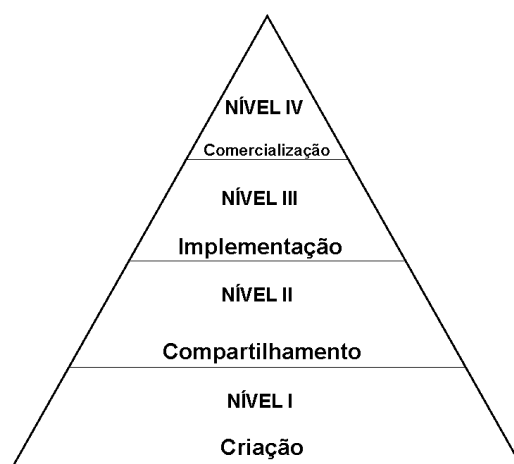 NÍVEL IV
Comercialização
NÍVEL III
Implementação
NÍVEL II
Compartilhamento
NÍVEL I
Criação